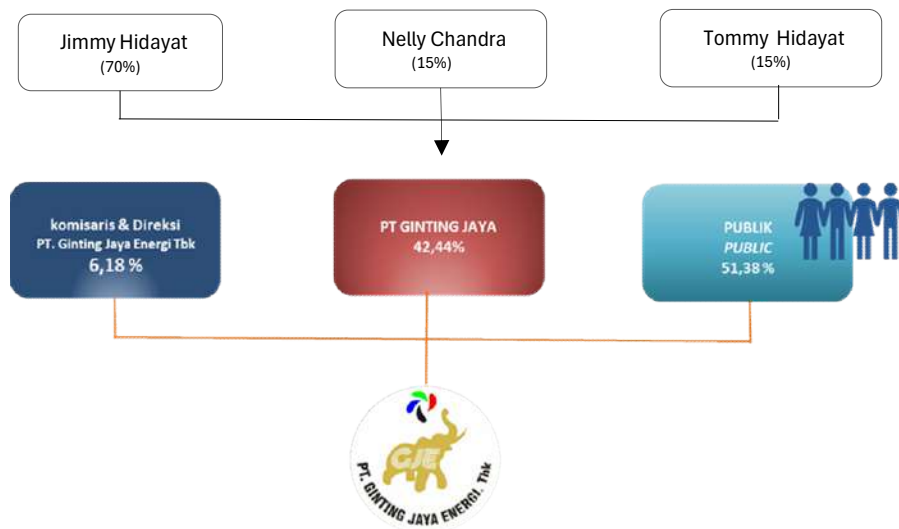 Jimmy Hidayat
(70%)
Nelly Chandra
(15%)
Tommy Hidayat
(15%)
komisaris & Direksi
PT. Ginting Jaya Energi Tbk
6,18 %
PT GINTING JAYA
42,44%
PUBLIK
PUBLIC
51,38 %
GJE
PT. GINTING JAYA ENERGI. Tbk